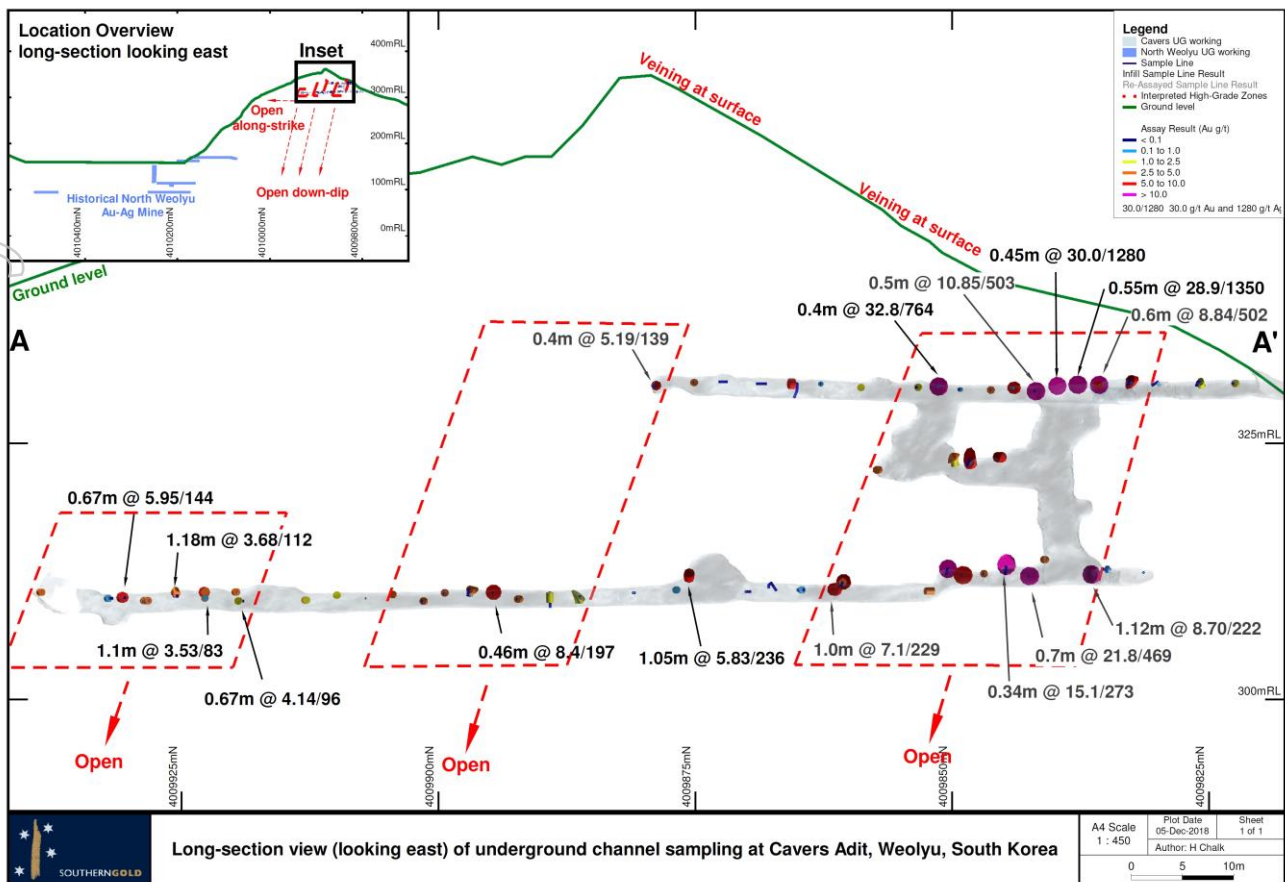 Location Overview
long-section looking east
Inset
400mRL
300mRL
200mRL
100mRL
0mRL
Open
along-strike
Open down-dip
Historical North Weolyu
Au-Ag Mine
4010400mN
4010200mN
4010000mN
4009800mN
Ground level
Veining at surface
Veining at surface
Legend
Cavers UG working
North Weolyu UG working
Sample Line
Infill Sample Line Result
Re-Assayed Sample Line Result
Interpreted High-Grade Zones
Ground level
Assay Result (Au g/t)
< 0.1
0.1 to 1.0
1.0 to 2.5
2.5 to 5.0
5.0 to 10.0
> 10.0
30.0/1280 30.0 g/t Au and 1280 g/t Ag
A
A'
0.45m @ 30.0/1280
0.5m @ 10.85/503
0.55m @ 28.9/1350
0.4m @ 32.8/764
0.6m @ 8.84/502
0.4m @ 5.19/139
325mRL
0.67m @ 5.95/144
1.18m @ 3.68/112
1.1m @ 3.53/83
0.67m @ 4.14/96
0.46m @ 8.4/197
1.05m @ 5.83/236
1.0m @ 7.1/229
1.12m @ 8.70/222
0.7m @ 21.8/469
0.34m @ 15.1/273
300mRL
Open
Open
Open
4009925mN
4009900mN
4009875mN
4009850mN
4009825mN
SOUTHERNGOLD
Long-section view (looking east) of underground channel sampling at Cavers Adit, Weolyu, South Korea
A4 Scale
1 : 450
Plot Date
05-Dec-2018
Sheet
1 of 1
Author: H Chalk
0 5 10m